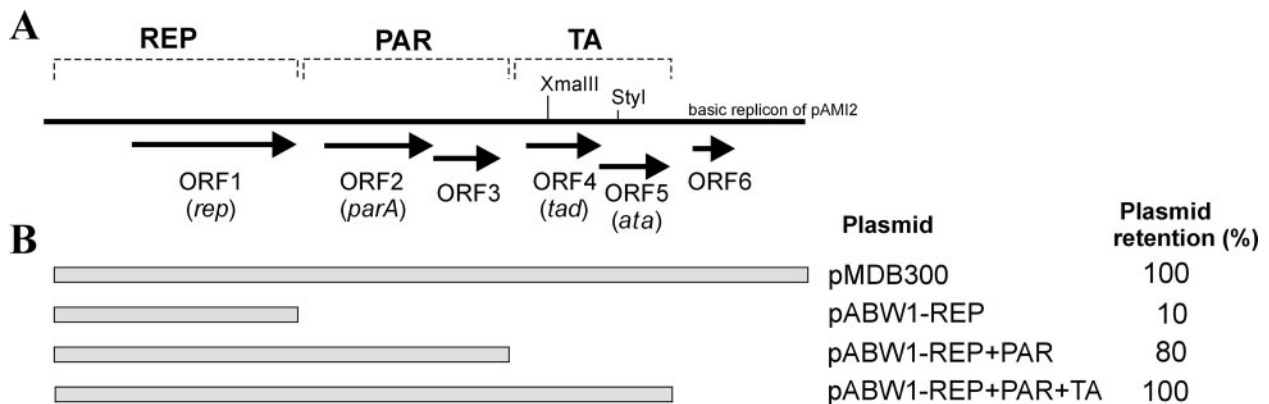 A
REP PAR TA
XmaIII
StyI
basic replicon of pAMI2
ORF1 ORF2 ORF3 ORF4 ORF5 ORF6
(rep) (parA) (tad) (ata)
B
Plasmid Plasmid retention (%)
pMDB300 100
pABW1-REP 10
pABW1-REP+PAR 80
pABW1-REP+PAR+TA 100